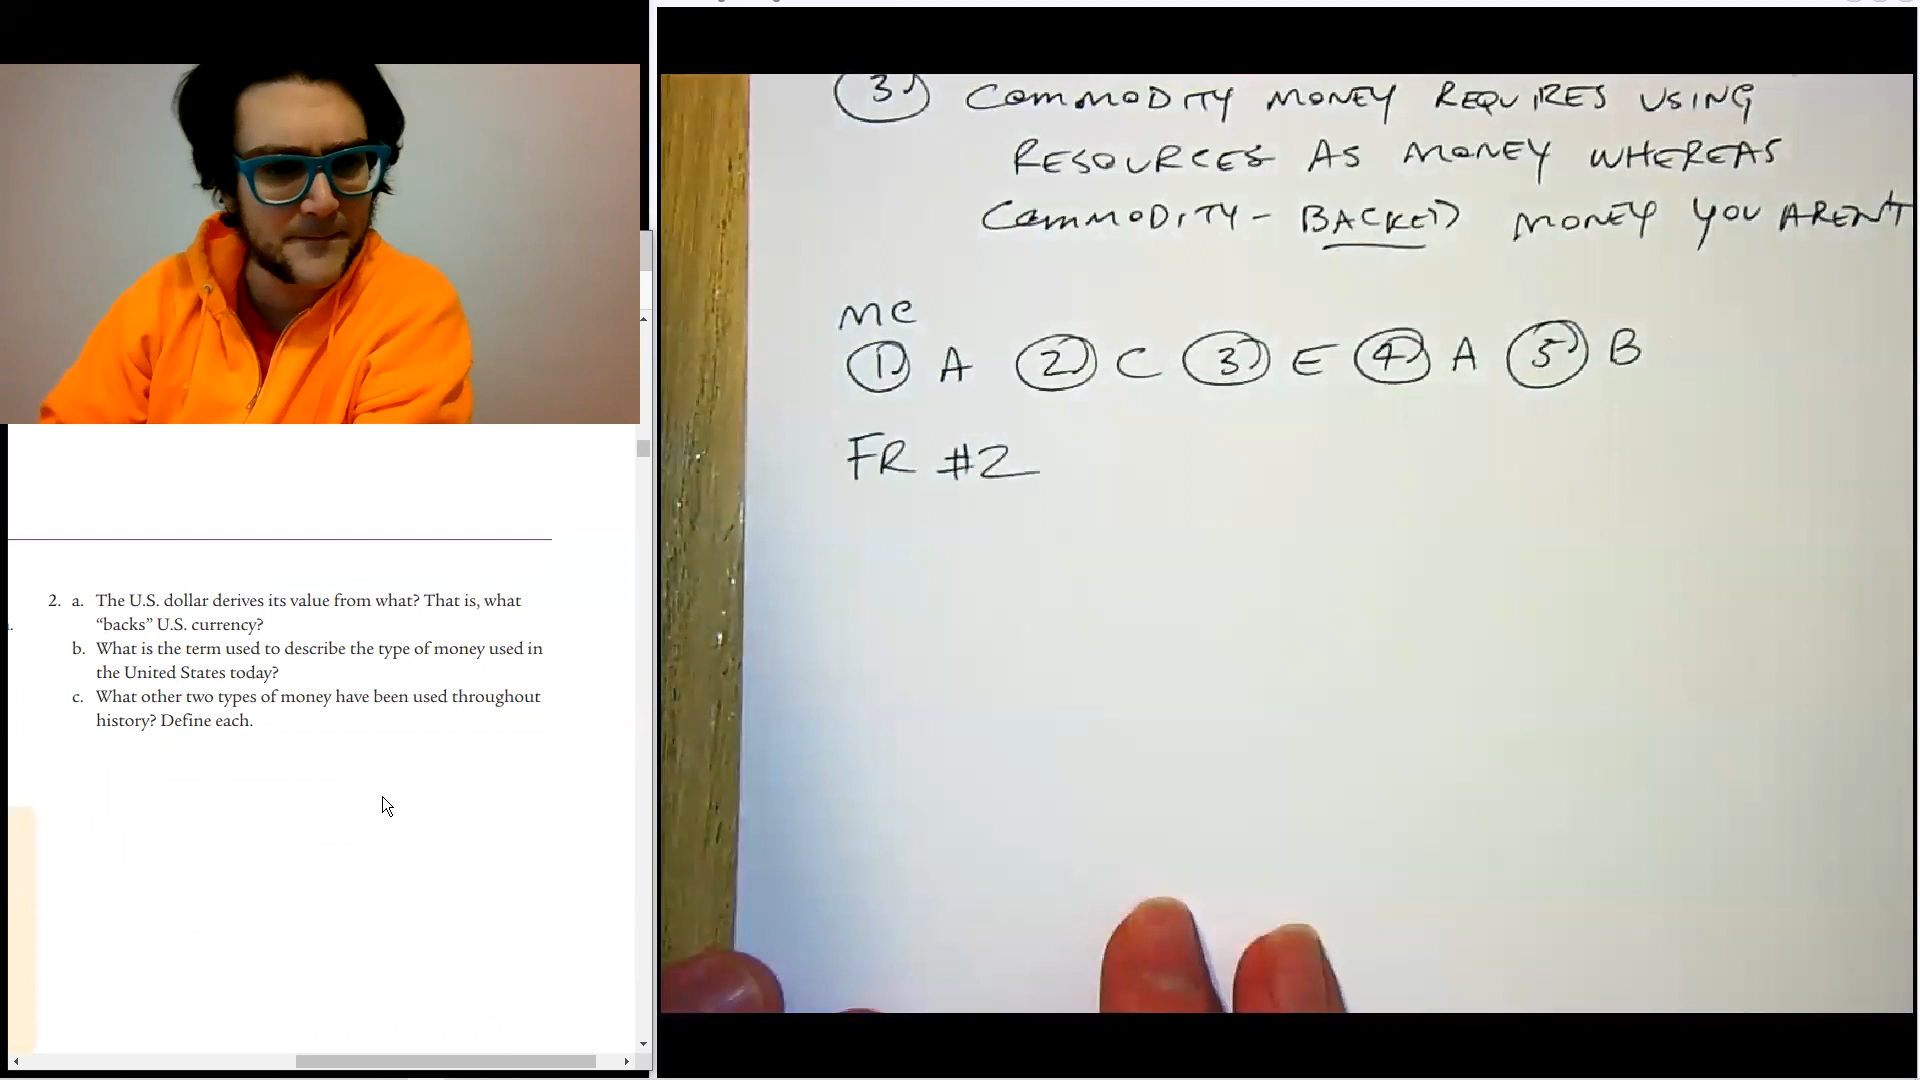 2. a. The U.S. dollar derives its value from what? That is, what
“backs” U.S. currency?
b. What is the term used to describe the type of money used in
the United States today?
c. What other two types of money have been used throughout
history? Define each.
3.) COMMODITY MONEY REQUIRES USING
RESOURCES AS MONEY WHEREAS
COMMODITY - BACKED MONEY YOU AREN'T
MC
1.) A 2.) C 3.) E 4.) A 5.) B
FR #2